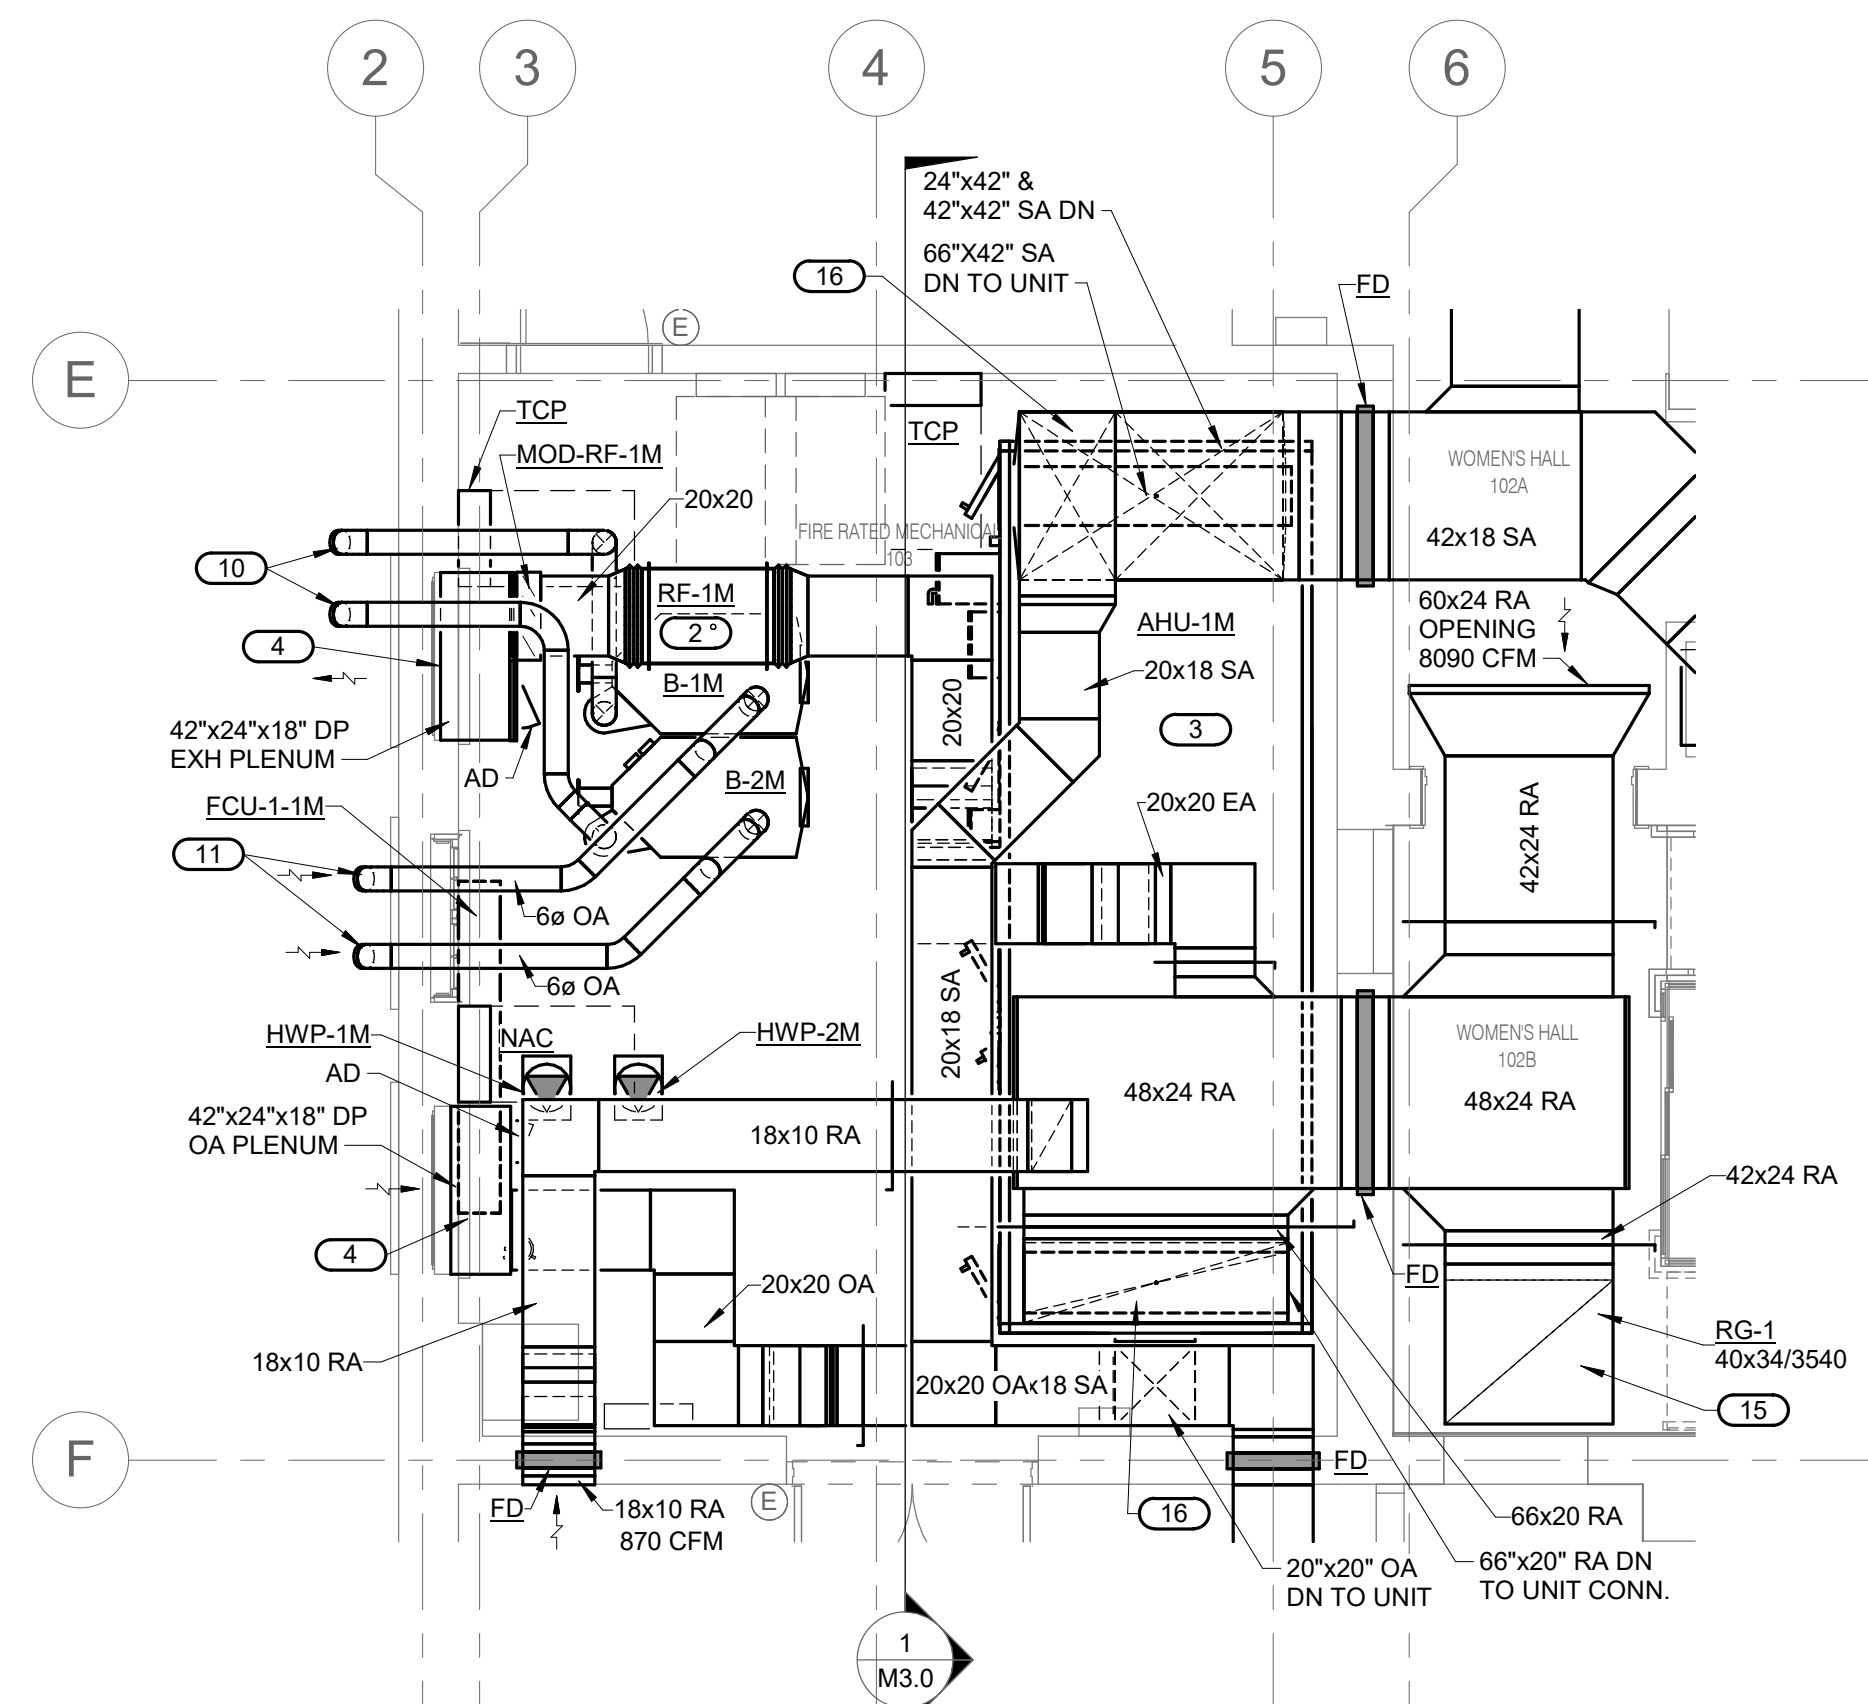 2
3
4
5
6
24"x42" &
42"x42" SA DN
66"X42" SA
DN TO UNIT
16
FD
E
E
TCP
TCP
MOD-RF-1M
20x20
WOMEN'S HALL
102A
42x18 SA
FIRE RATED MECHANICAL
103
10
RF-1M
2°
60x24 RA
OPENING
8090 CFM
AHU-1M
4
20x18 SA
B-1M
20x20
3
42"x24"x18" DP
EXH PLENUM
AD
B-2M
FCU-1-1M
20x20 EA
42x24 RA
11
6ø OA
6ø OA
20x18 SA
HWP-1M
NAC
HWP-2M
WOMEN'S HALL
102B
AD
48x24 RA
48x24 RA
42"x24"x18" DP
OA PLENUM
18x10 RA
42x24 RA
4
20x20 OA
FD
18x10 RA
RG-1
40x34/3540
20x20 OA
x18 SA
15
F
FD
FD
E
18x10 RA
870 CFM
16
66x20 RA
20"x20" OA
DN TO UNIT
66"x20" RA DN
TO UNIT CONN.
1
M3.0